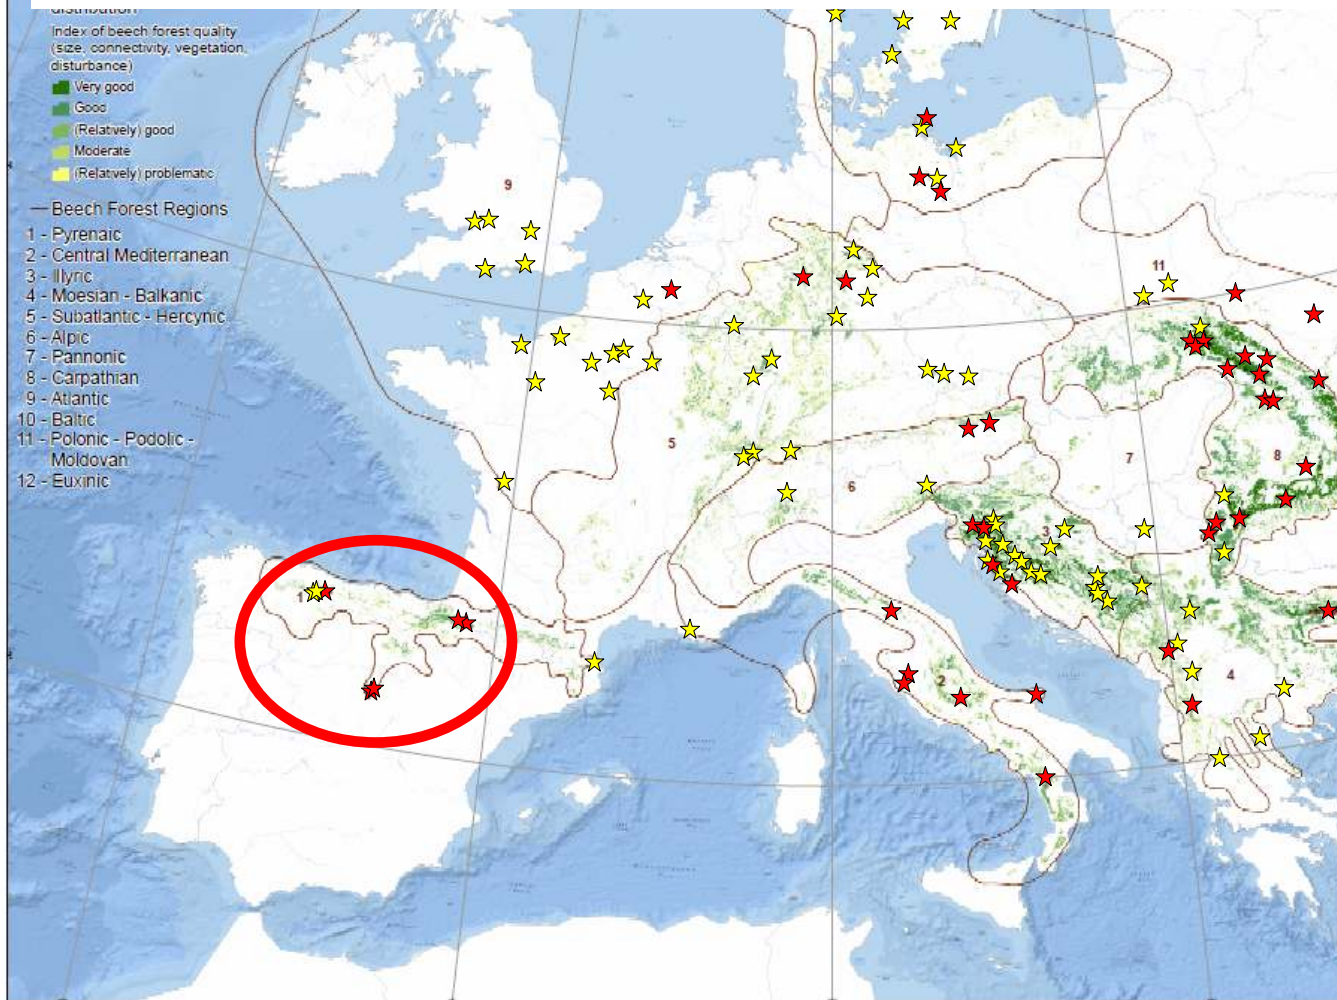 distribution
Index of beech forest quality
(size, connectivity, vegetation,
disturbance)
Very good
Good
(Relatively) good
Moderate
(Relatively) problematic
Beech Forest Regions
1 - Pyrenaic
2 - Central Mediterranean
3 - Illyric
4 - Moesian - Balkanic
5 - Subatlantic - Hercynic
6 - Alpic
7 - Pannonic
8 - Carpathian
9 - Atlantic
10 - Baltic
11 - Polonic - Podolic -
Moldovan
12 - Euxinic
9
11
5
7
8
6
3
1
2
4